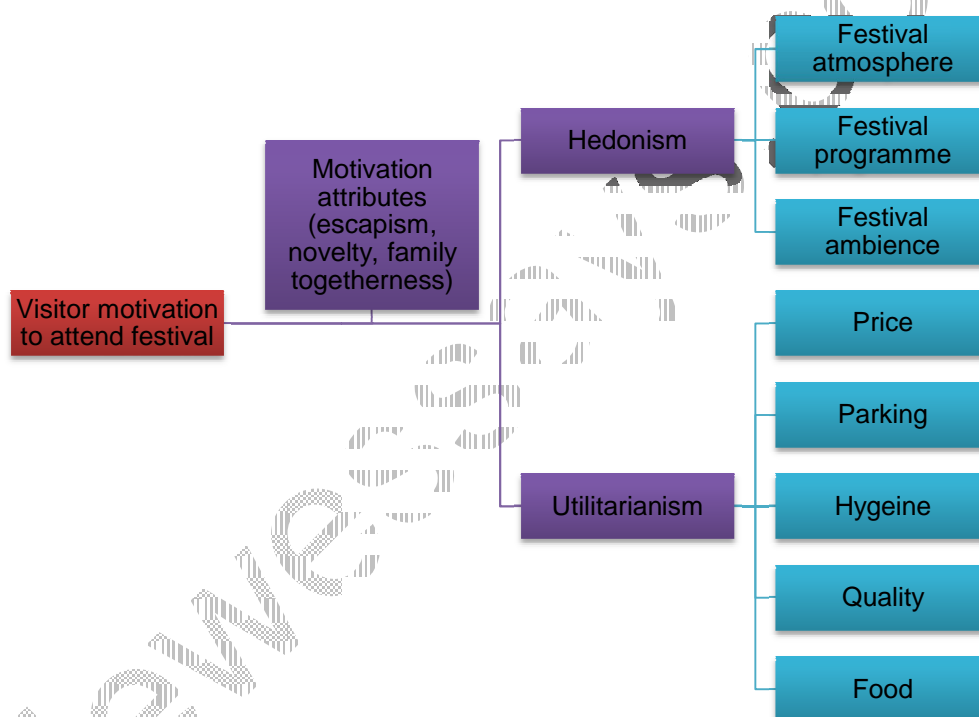 Visitor motivation
to attend festival
Motivation
attributes
(escapism,
novelty, family
togetherness)
Hedonism
Festival
atmosphere
Festival
programme
Festival
ambience
Utilitarianism
Price
Parking
Hygeine
Quality
Food